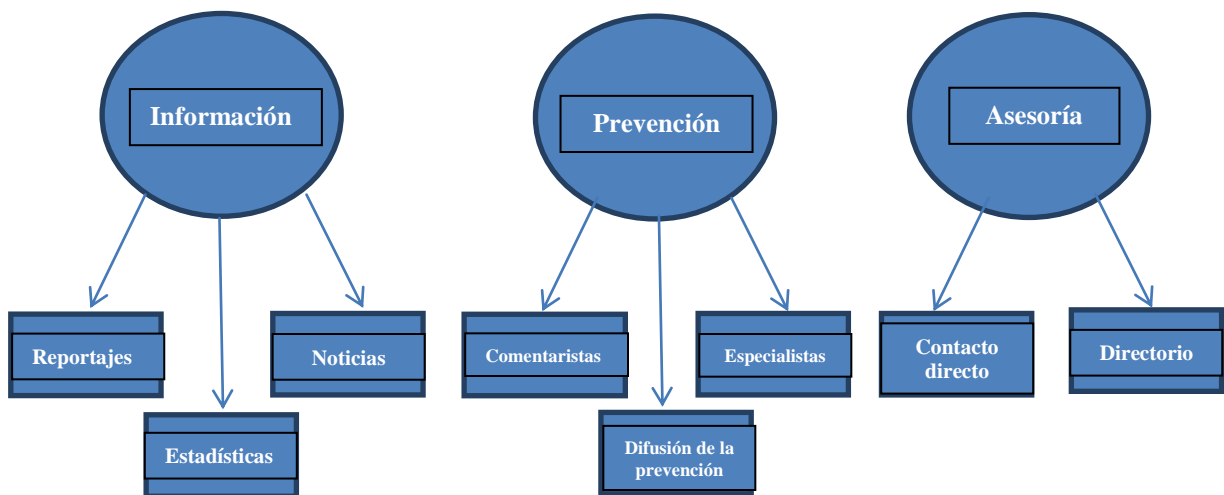 Información
Prevención
Asesoría
Reportajes
Noticias
Comentaristas
Especialistas
Contacto
directo
Directorio
Estadísticas
Difusión de la
prevención